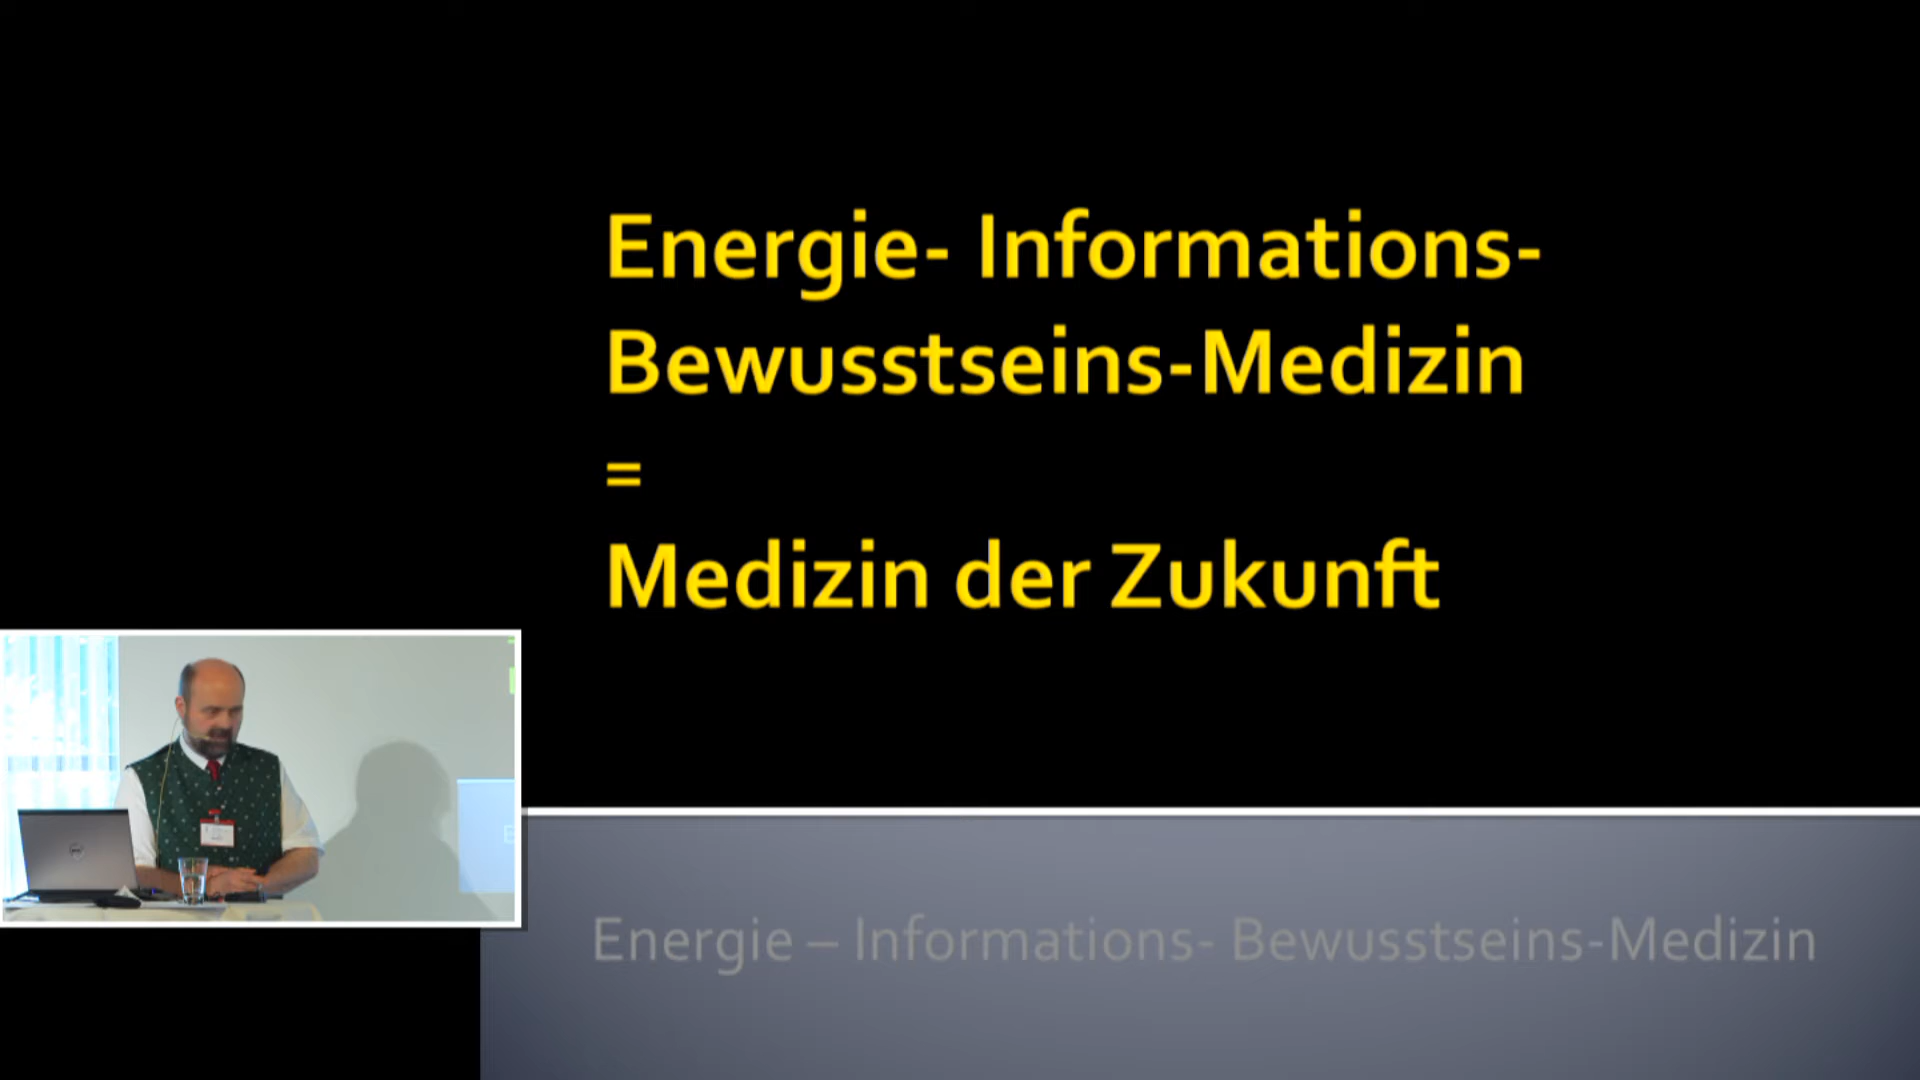 Energie- Informations-
Bewusstseins-Medizin
=
Medizin der Zukunft
Energie – Informations- Bewusstseins-Medizin